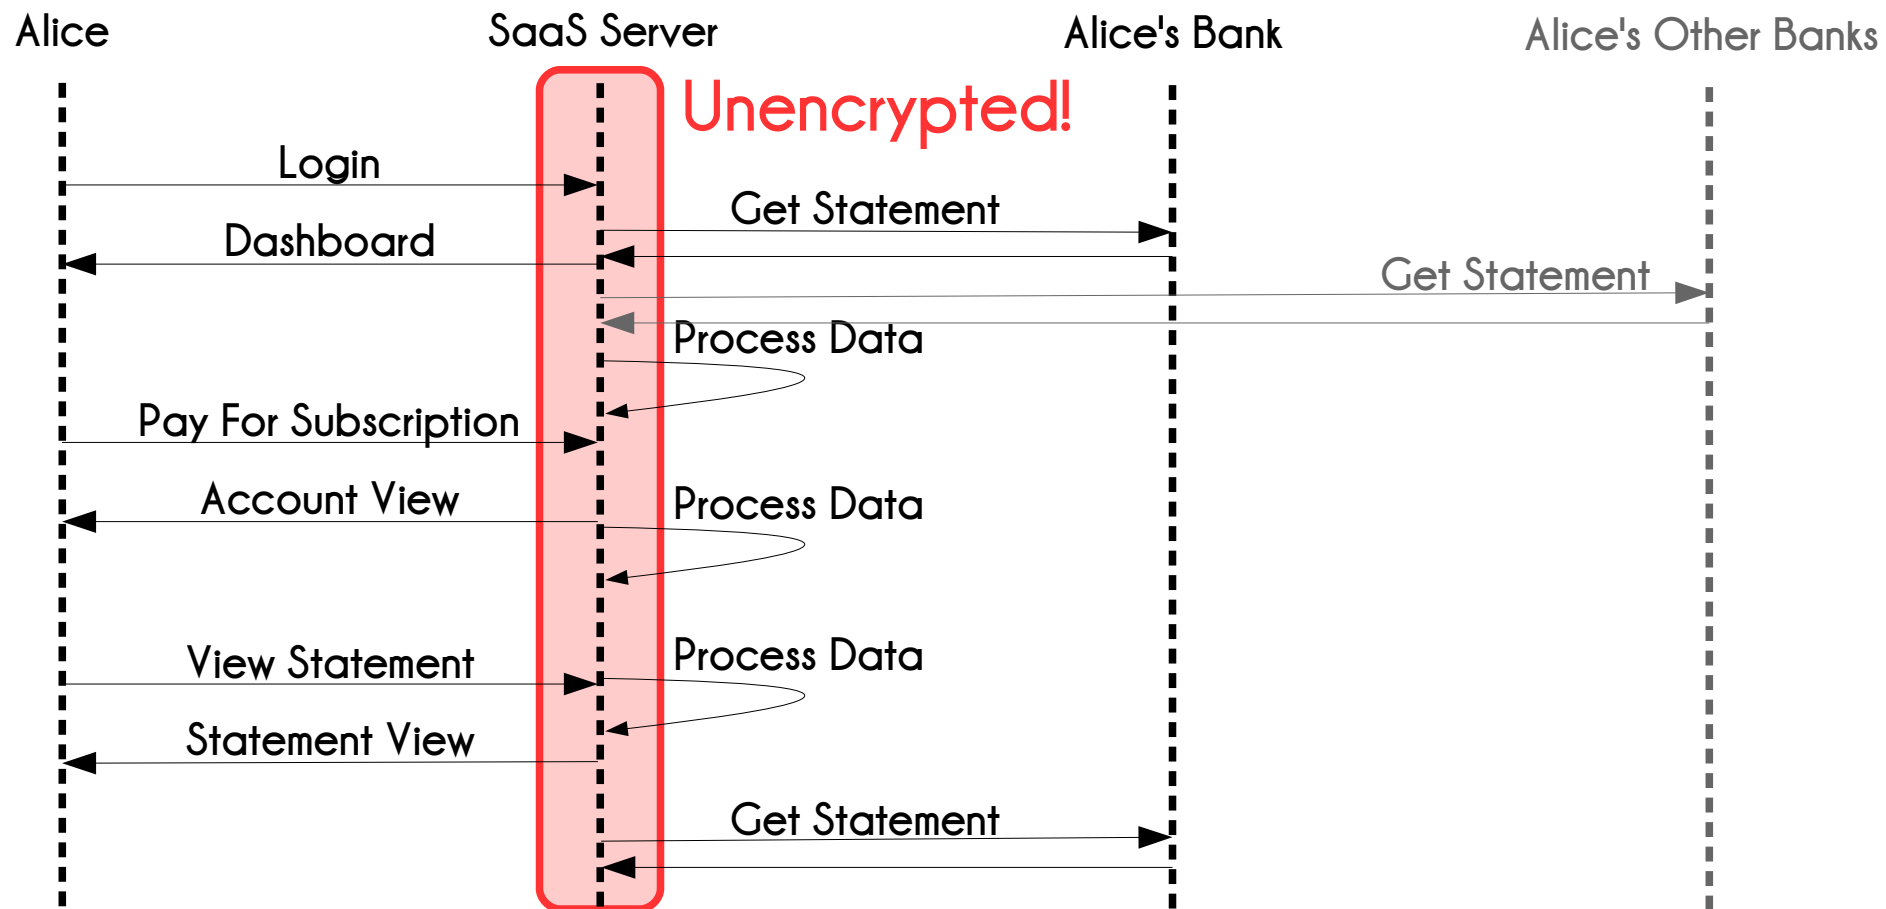 Alice
SaaS Server
Alice's Bank
Alice's Other Banks
Unencrypted!
Login
Get Statement
Dashboard
Get Statement
Process Data
Pay For Subscription
Account View
Process Data
View Statement
Process Data
Statement View
Get Statement